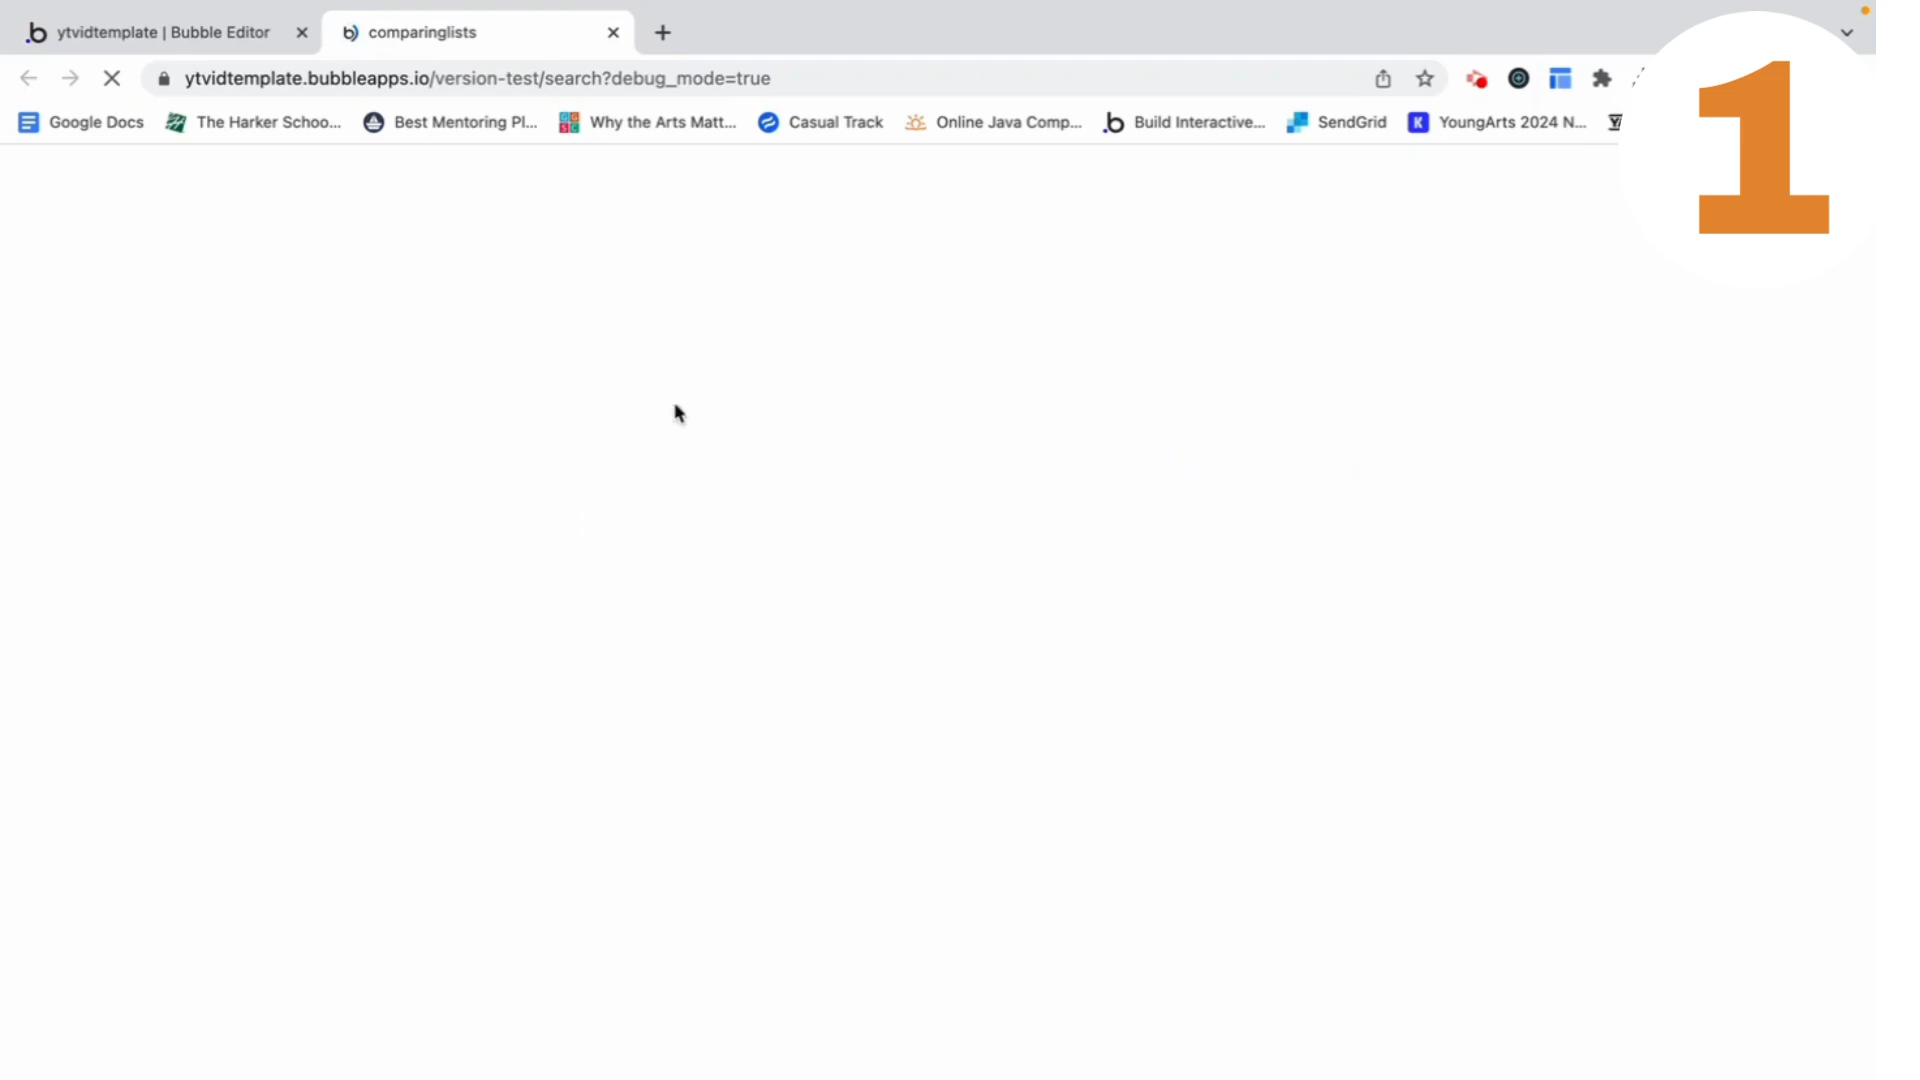 ytvidtemplate | Bubble Editor
comparinglists
ytvidtemplate.bubbleapps.io/version-test/search?debug_mode=true
Google Docs
The Harker Schoo...
Best Mentoring Pl...
Why the Arts Matt...
Casual Track
Online Java Comp...
Build Interactive...
SendGrid
K YoungArts 2024 N...
1